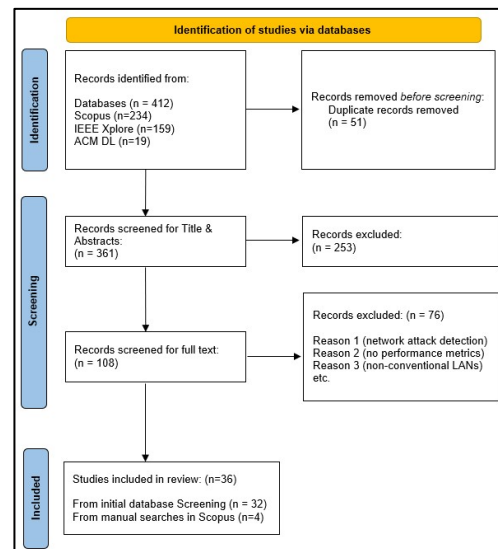 Identification of studies via databases
Identification
Records identified from:
Databases (n = 412)
Scopus (n=234)
IEEE Xplore (n=159)
ACM DL (n=19)
Records removed before screening:
Duplicate records removed
(n = 51)
Screening
Records screened for Title &
Abstracts:
(n = 361)
Records excluded:
(n = 253)
Records screened for full text:
(n = 108)
Records excluded: (n = 76)
Reason 1 (network attack detection)
Reason 2 (no performance metrics)
Reason 3 (non-conventional LANs)
etc.
Included
Studies included in review: (n=36)
From initial database Screening (n = 32)
From manual searches in Scopus (n=4)